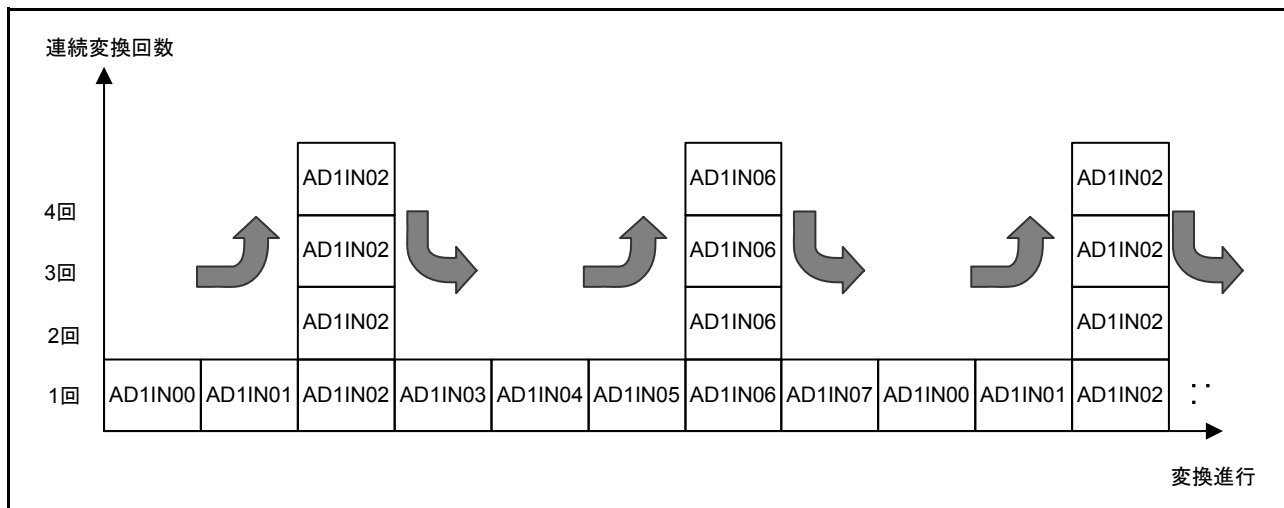 連続変換回数
AD1IN02 AD1IN06 AD1IN02
4回
AD1IN02 AD1IN06 AD1IN02
3回
AD1IN02 AD1IN06 AD1IN02
2回
1回 AD1IN00 AD1IN01 AD1IN02 AD1IN03 AD1IN04 AD1IN05 AD1IN06 AD1IN07 AD1IN00 AD1IN01 AD1IN02
変換進行